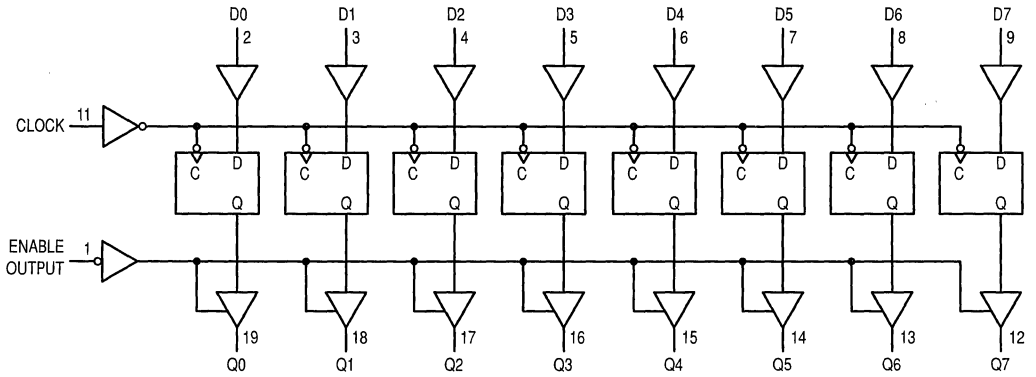 D0 D1 D2 D3 D4 D5 D6 D7
2 3 4 5 6 7 8 9
CLOCK 11
C D C D C D C D C D C D C D C D
Q Q Q Q Q Q Q Q
ENABLE
OUTPUT 1
19 18 17 16 15 14 13 12
Q0 Q1 Q2 Q3 Q4 Q5 Q6 Q7